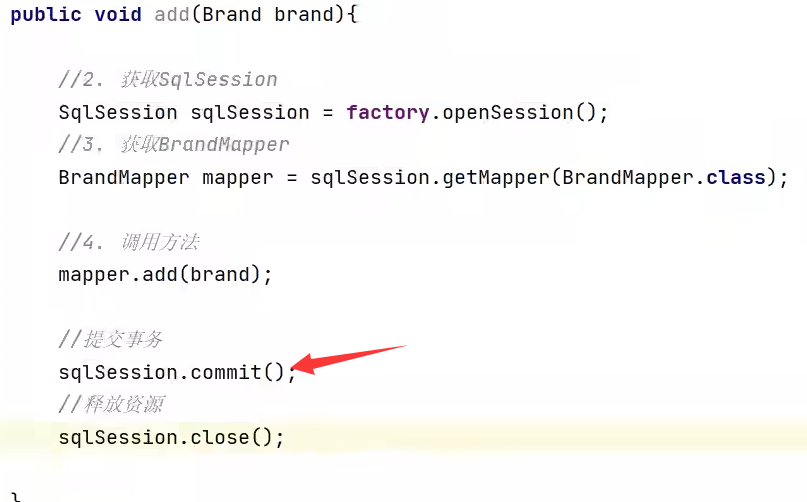 public void add(Brand brand){
//2. 获取SqlSession
SqlSession sqlSession = factory.openSession();
//3. 获取BrandMapper
BrandMapper mapper = sqlSession.getMapper(BrandMapper.class);
//4. 调用方法
mapper.add(brand);
//提交事务
sqlSession.commit();
//释放资源
sqlSession.close();
}